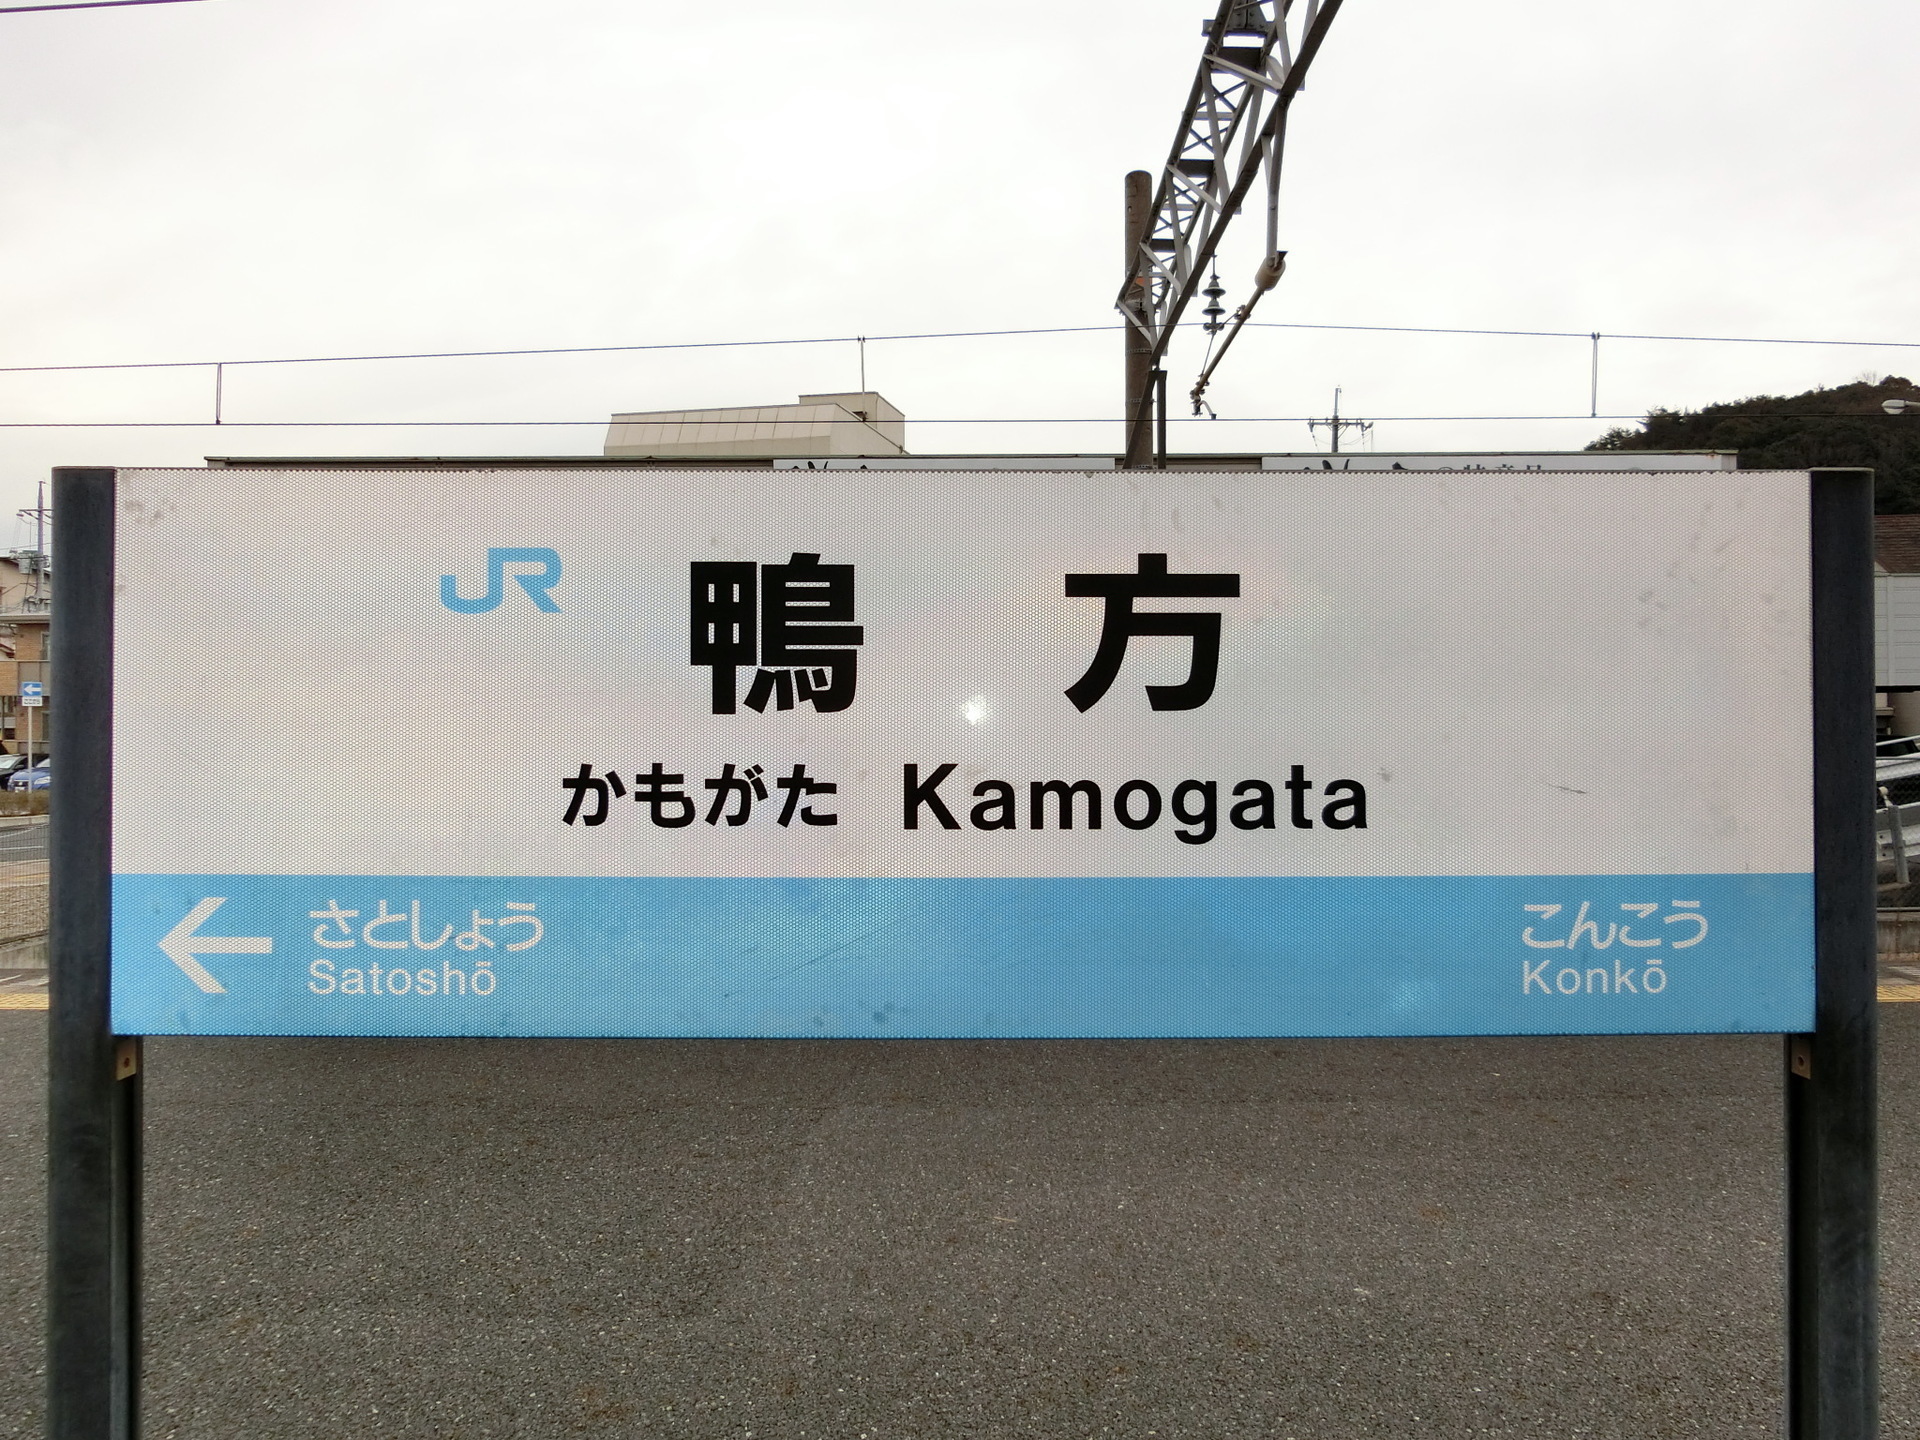 JR 鴨方
かもがた Kamogata
← さとしょう
Satoshō
こんこう
Konkō